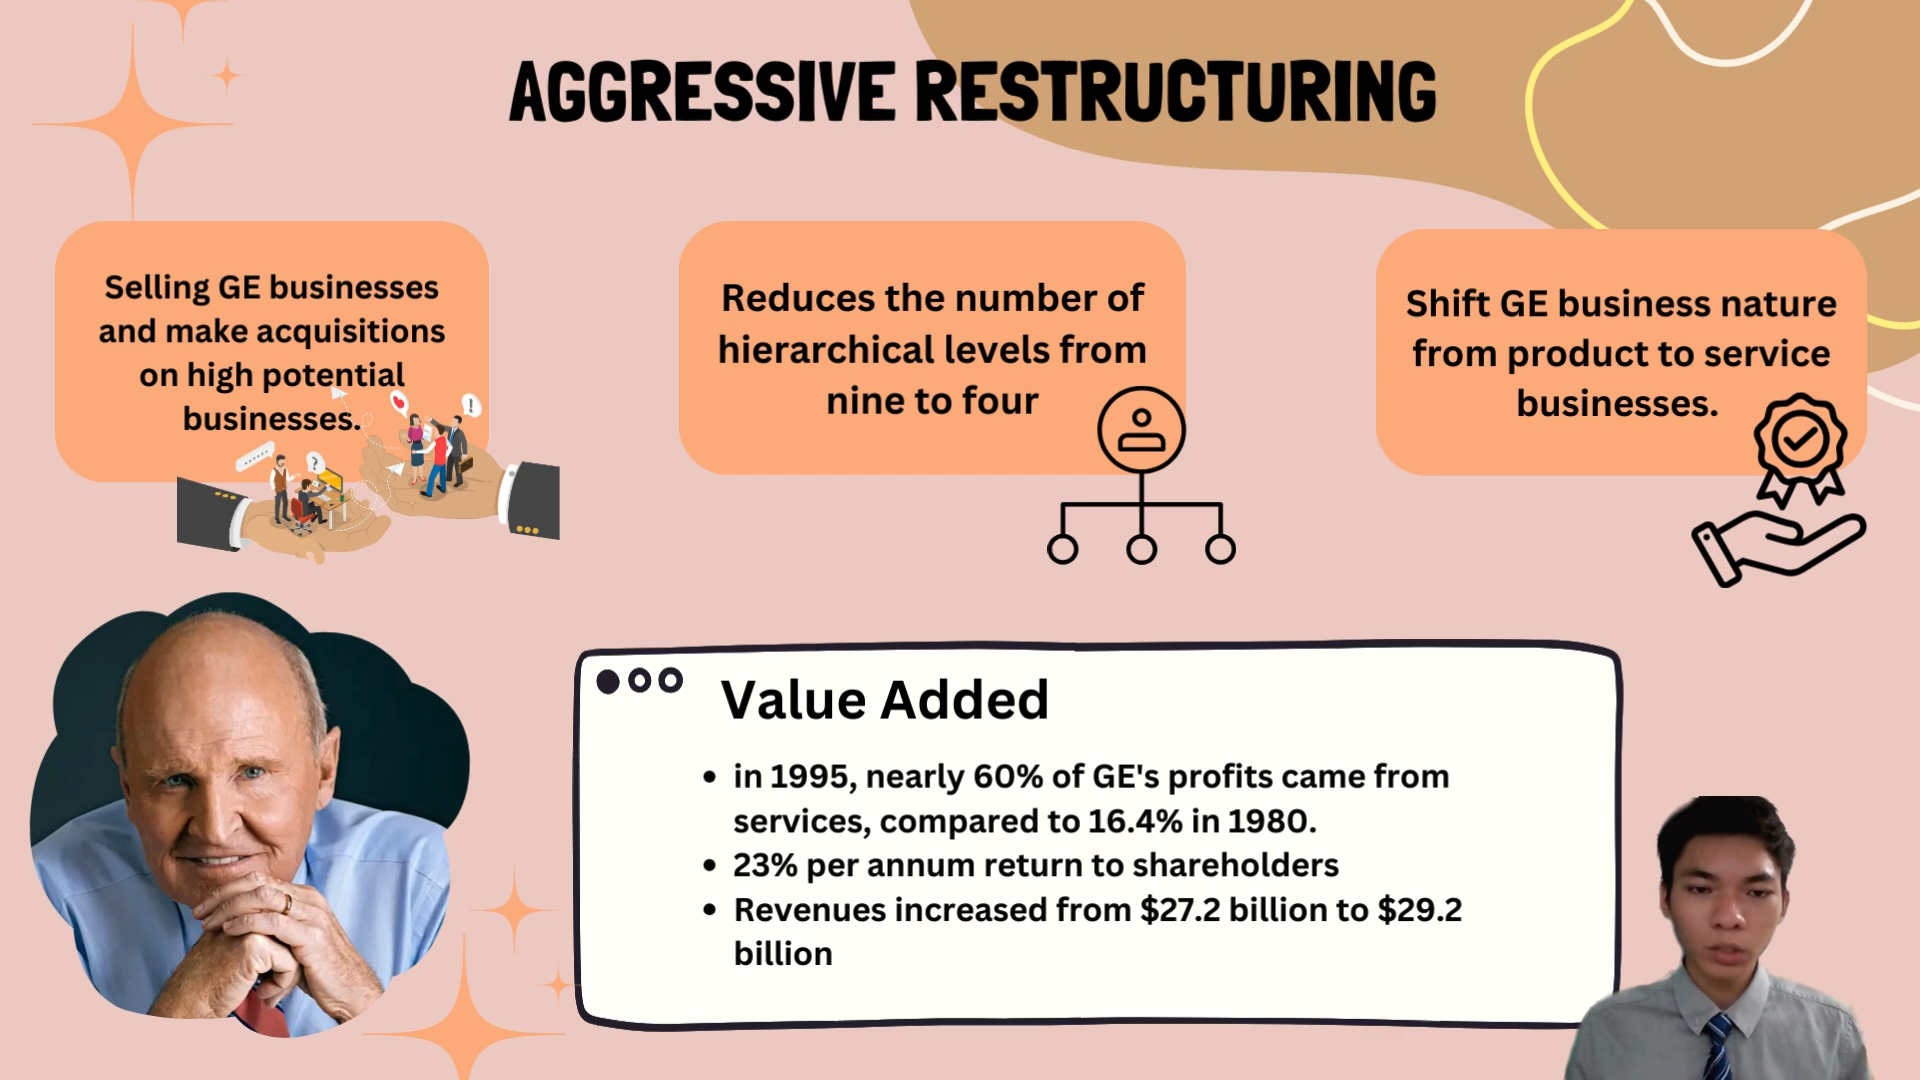 AGGRESSIVE RESTRUCTURING
Selling GE businesses
and make acquisitions
on high potential
businesses.
Reduces the number of
hierarchical levels from
nine to four
Shift GE business nature
from product to service
businesses.
Value Added
• in 1995, nearly 60% of GE's profits came from
services, compared to 16.4% in 1980.
• 23% per annum return to shareholders
• Revenues increased from $27.2 billion to $29.2
billion